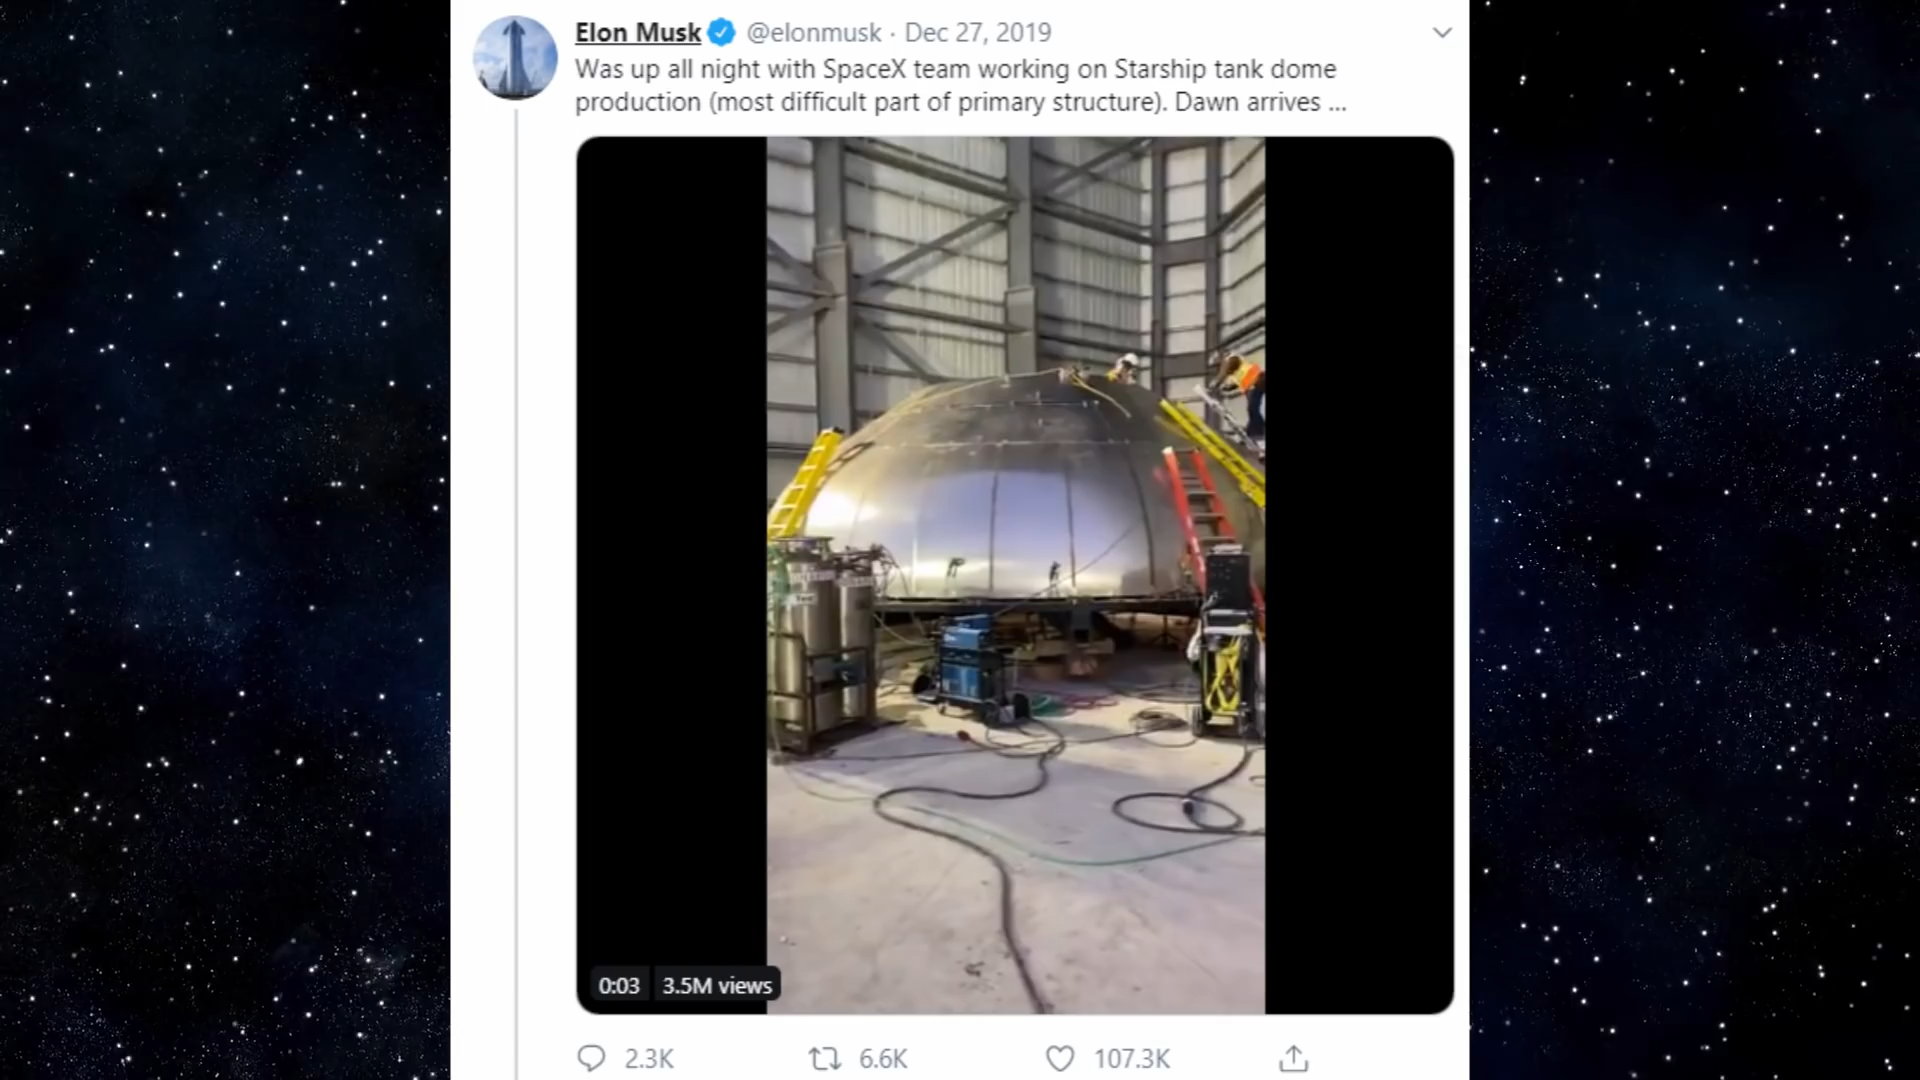 Elon Musk @elonmusk · Dec 27, 2019
Was up all night with SpaceX team working on Starship tank dome
production (most difficult part of primary structure). Dawn arrives ...
0:03 3.5M views
2.3K 6.6K 107.3K